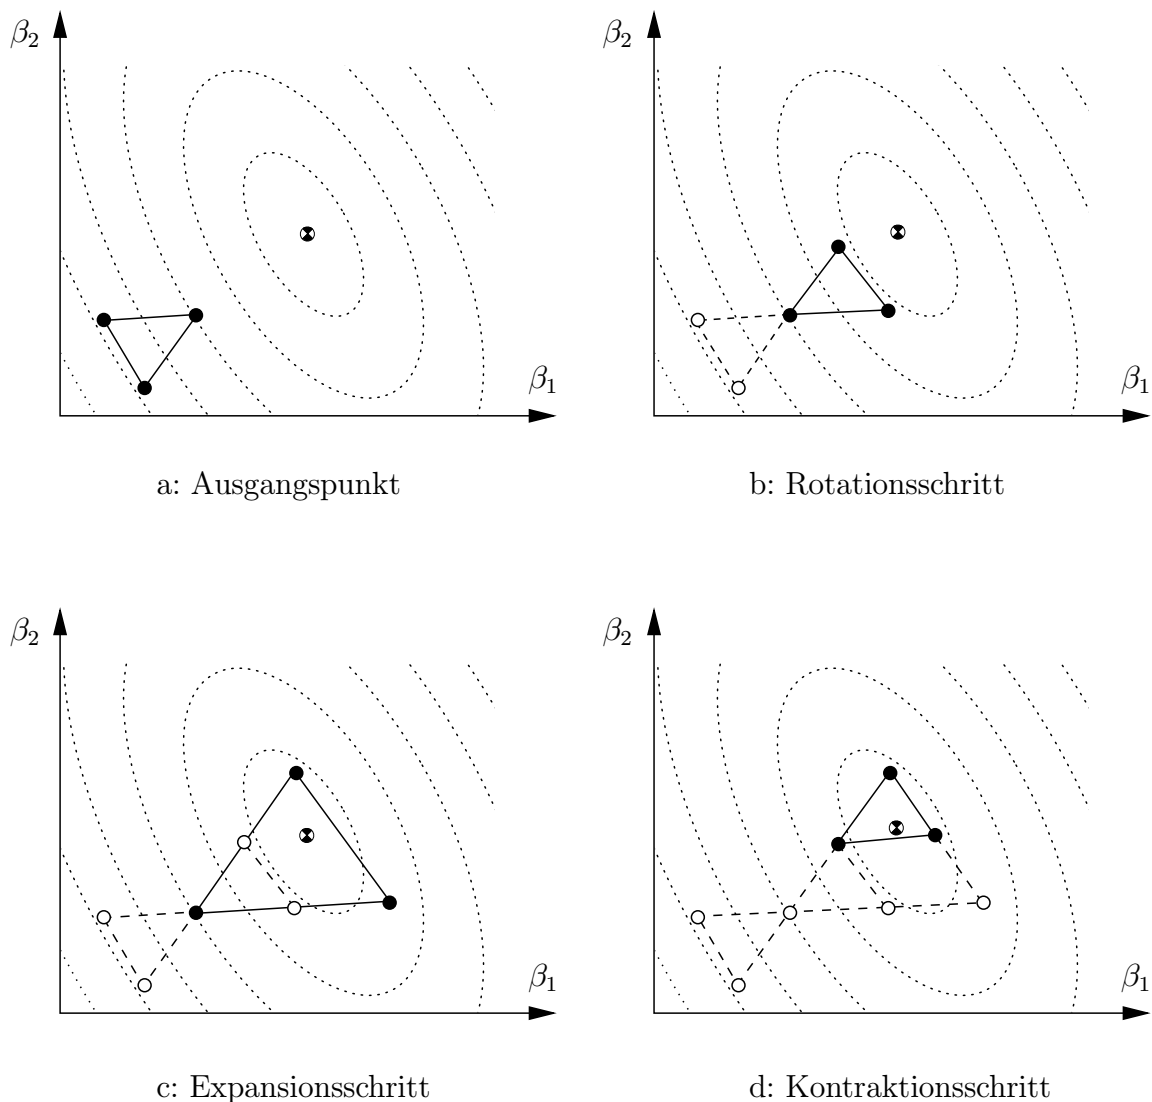 β₂
β₁
a: Ausgangspunkt
β₂
β₁
b: Rotationsschritt
β₂
β₁
c: Expansionsschritt
β₂
β₁
d: Kontraktionsschritt